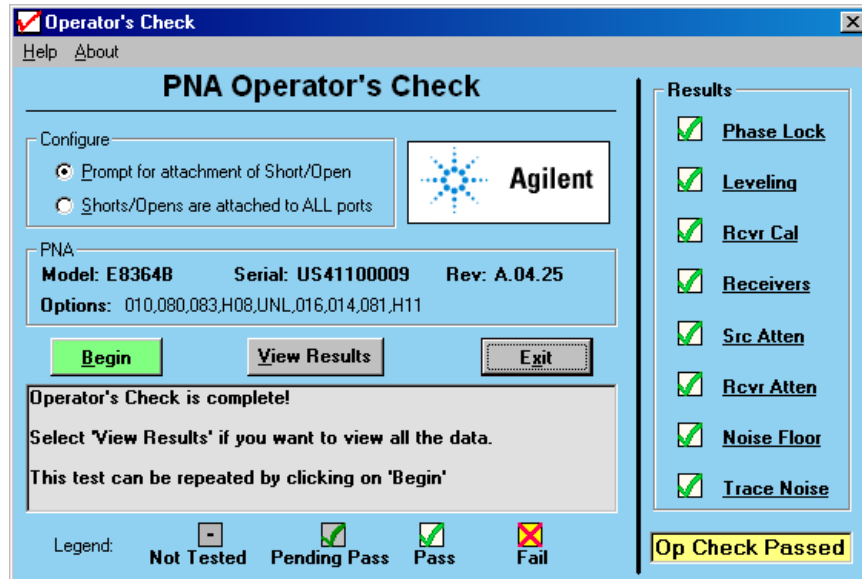 Operator's Check
Help About
PNA Operator's Check
Configure
Prompt for attachment of Short/Open
Shorts/Opens are attached to ALL ports
Agilent
PNA
Model: E8364B Serial: US41100009 Rev: A.04.25
Options: 010,080,083,H08,UNL,016,014,081,H11
Begin View Results Exit
Operator's Check is complete!
Select 'View Results' if you want to view all the data.
This test can be repeated by clicking on 'Begin'
Legend: Not Tested Pending Pass Pass Fail
Results
Phase Lock
Leveling
Rcvr Cal
Receivers
Src Atten
Rcvr Atten
Noise Floor
Trace Noise
Op Check Passed